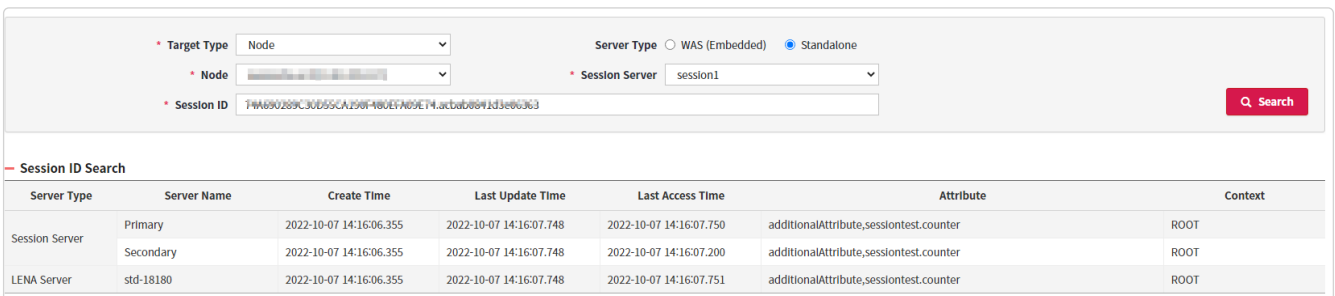 * Target Type Node Server Type WAS (Embedded) Standalone
* Node * Session Server session1
* Session ID Search
Session ID Search
Server Type Server Name Create Time Last Update Time Last Access Time Attribute Context
Session Server Primary 2022-10-07 14:16:06.355 2022-10-07 14:16:07.748 2022-10-07 14:16:07.750 additionalAttribute,sessiontest.counter ROOT
Secondary 2022-10-07 14:16:06.355 2022-10-07 14:16:07.748 2022-10-07 14:16:07.200 additionalAttribute,sessiontest.counter ROOT
LENA Server std-18180 2022-10-07 14:16:06.355 2022-10-07 14:16:07.748 2022-10-07 14:16:07.751 additionalAttribute,sessiontest.counter ROOT